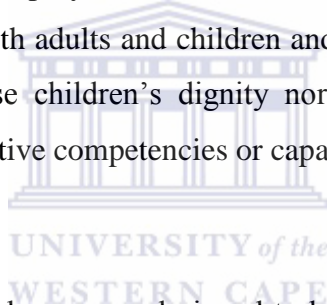 th adults and children and
se children's dignity nor
tive competencies or capa
UNIVERSITY of the
WESTERN CAPE